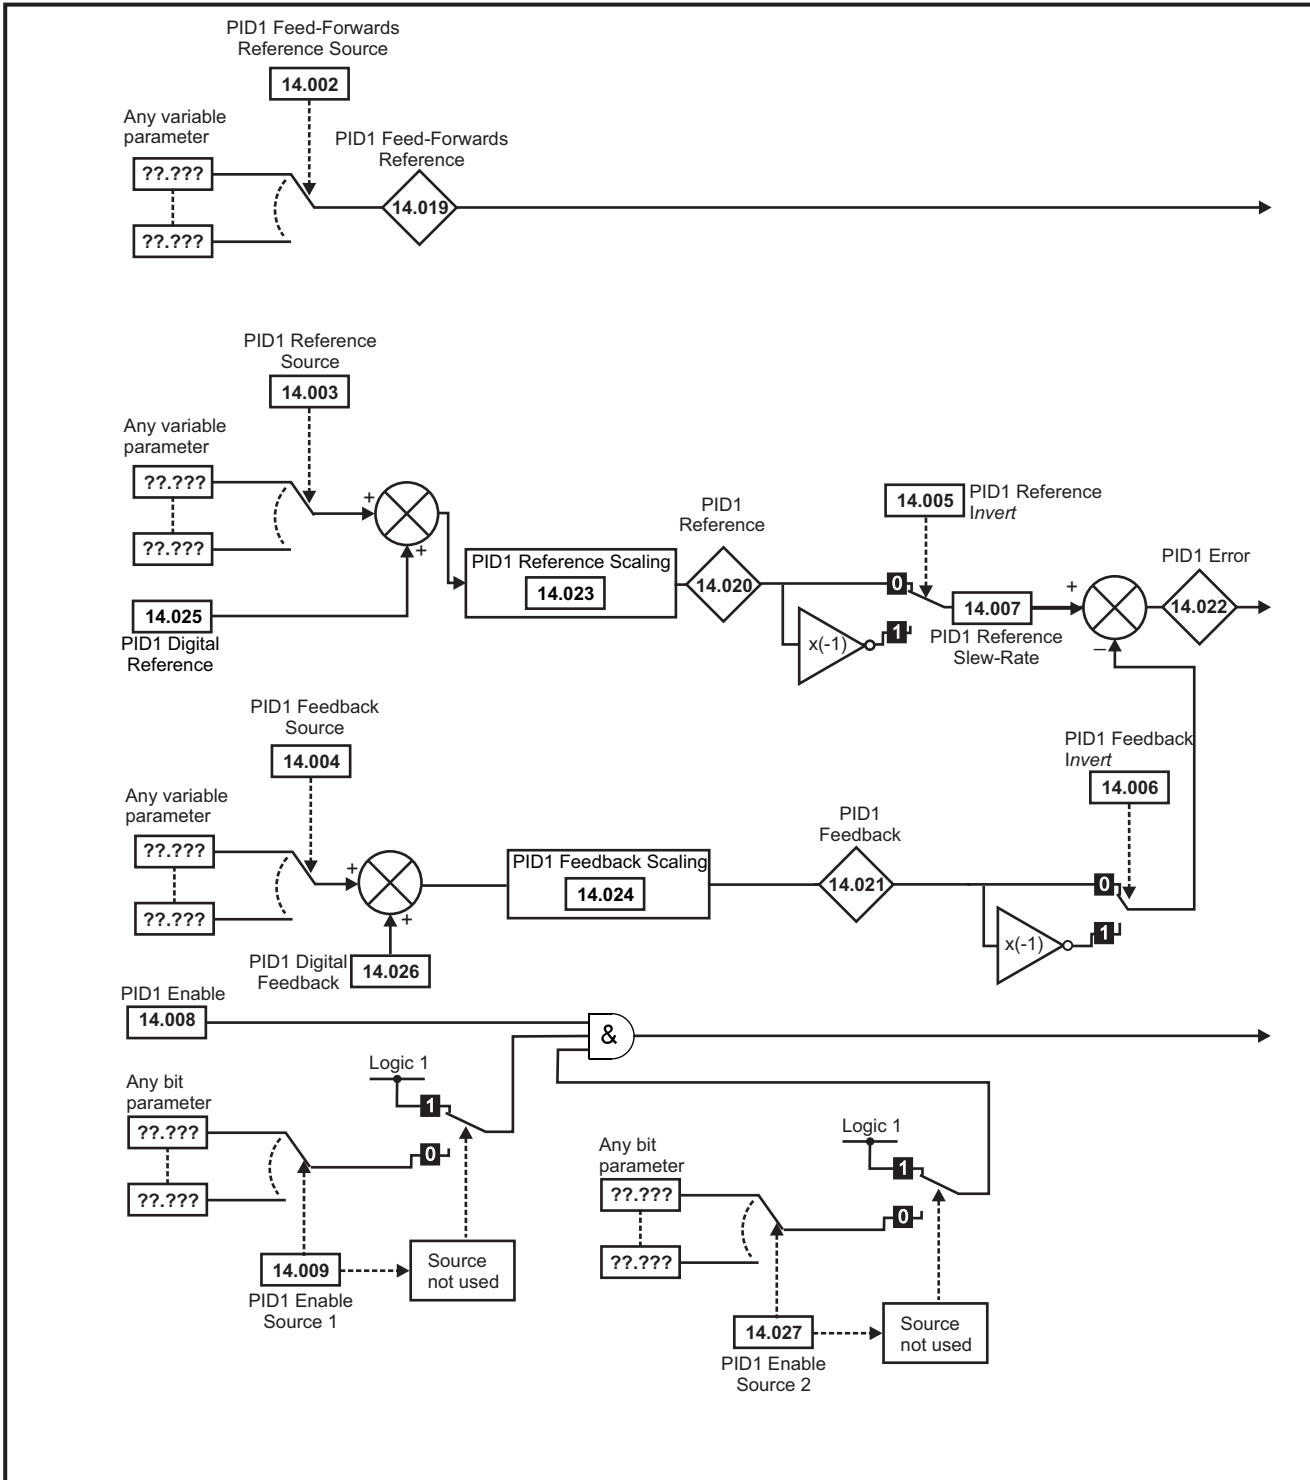 PID1 Feed-Forwards
Reference Source
14.002
Any variable
parameter
PID1 Feed-Forwards
Reference
??.???
14.019
??.???
PID1 Reference
Source
14.003
Any variable
parameter
??.???
+
??.???
+
14.025
PID1 Digital
Reference
PID1 Reference Scaling
14.023
PID1
Reference
14.020
14.005
PID1 Reference
Invert
0
x(-1)
1
14.007
PID1 Reference
Slew-Rate
+
–
PID1 Error
14.022
PID1 Feedback
Source
14.004
Any variable
parameter
??.???
+
??.???
+
PID1 Digital
Feedback
14.026
PID1 Feedback Scaling
14.024
PID1
Feedback
14.021
PID1 Feedback
Invert
14.006
0
x(-1)
1
PID1 Enable
14.008
&
Logic 1
Any bit
parameter
1
??.???
0
??.???
14.009
Source
not used
PID1 Enable
Source 1
Logic 1
Any bit
parameter
1
??.???
0
??.???
14.027
Source
not used
PID1 Enable
Source 2